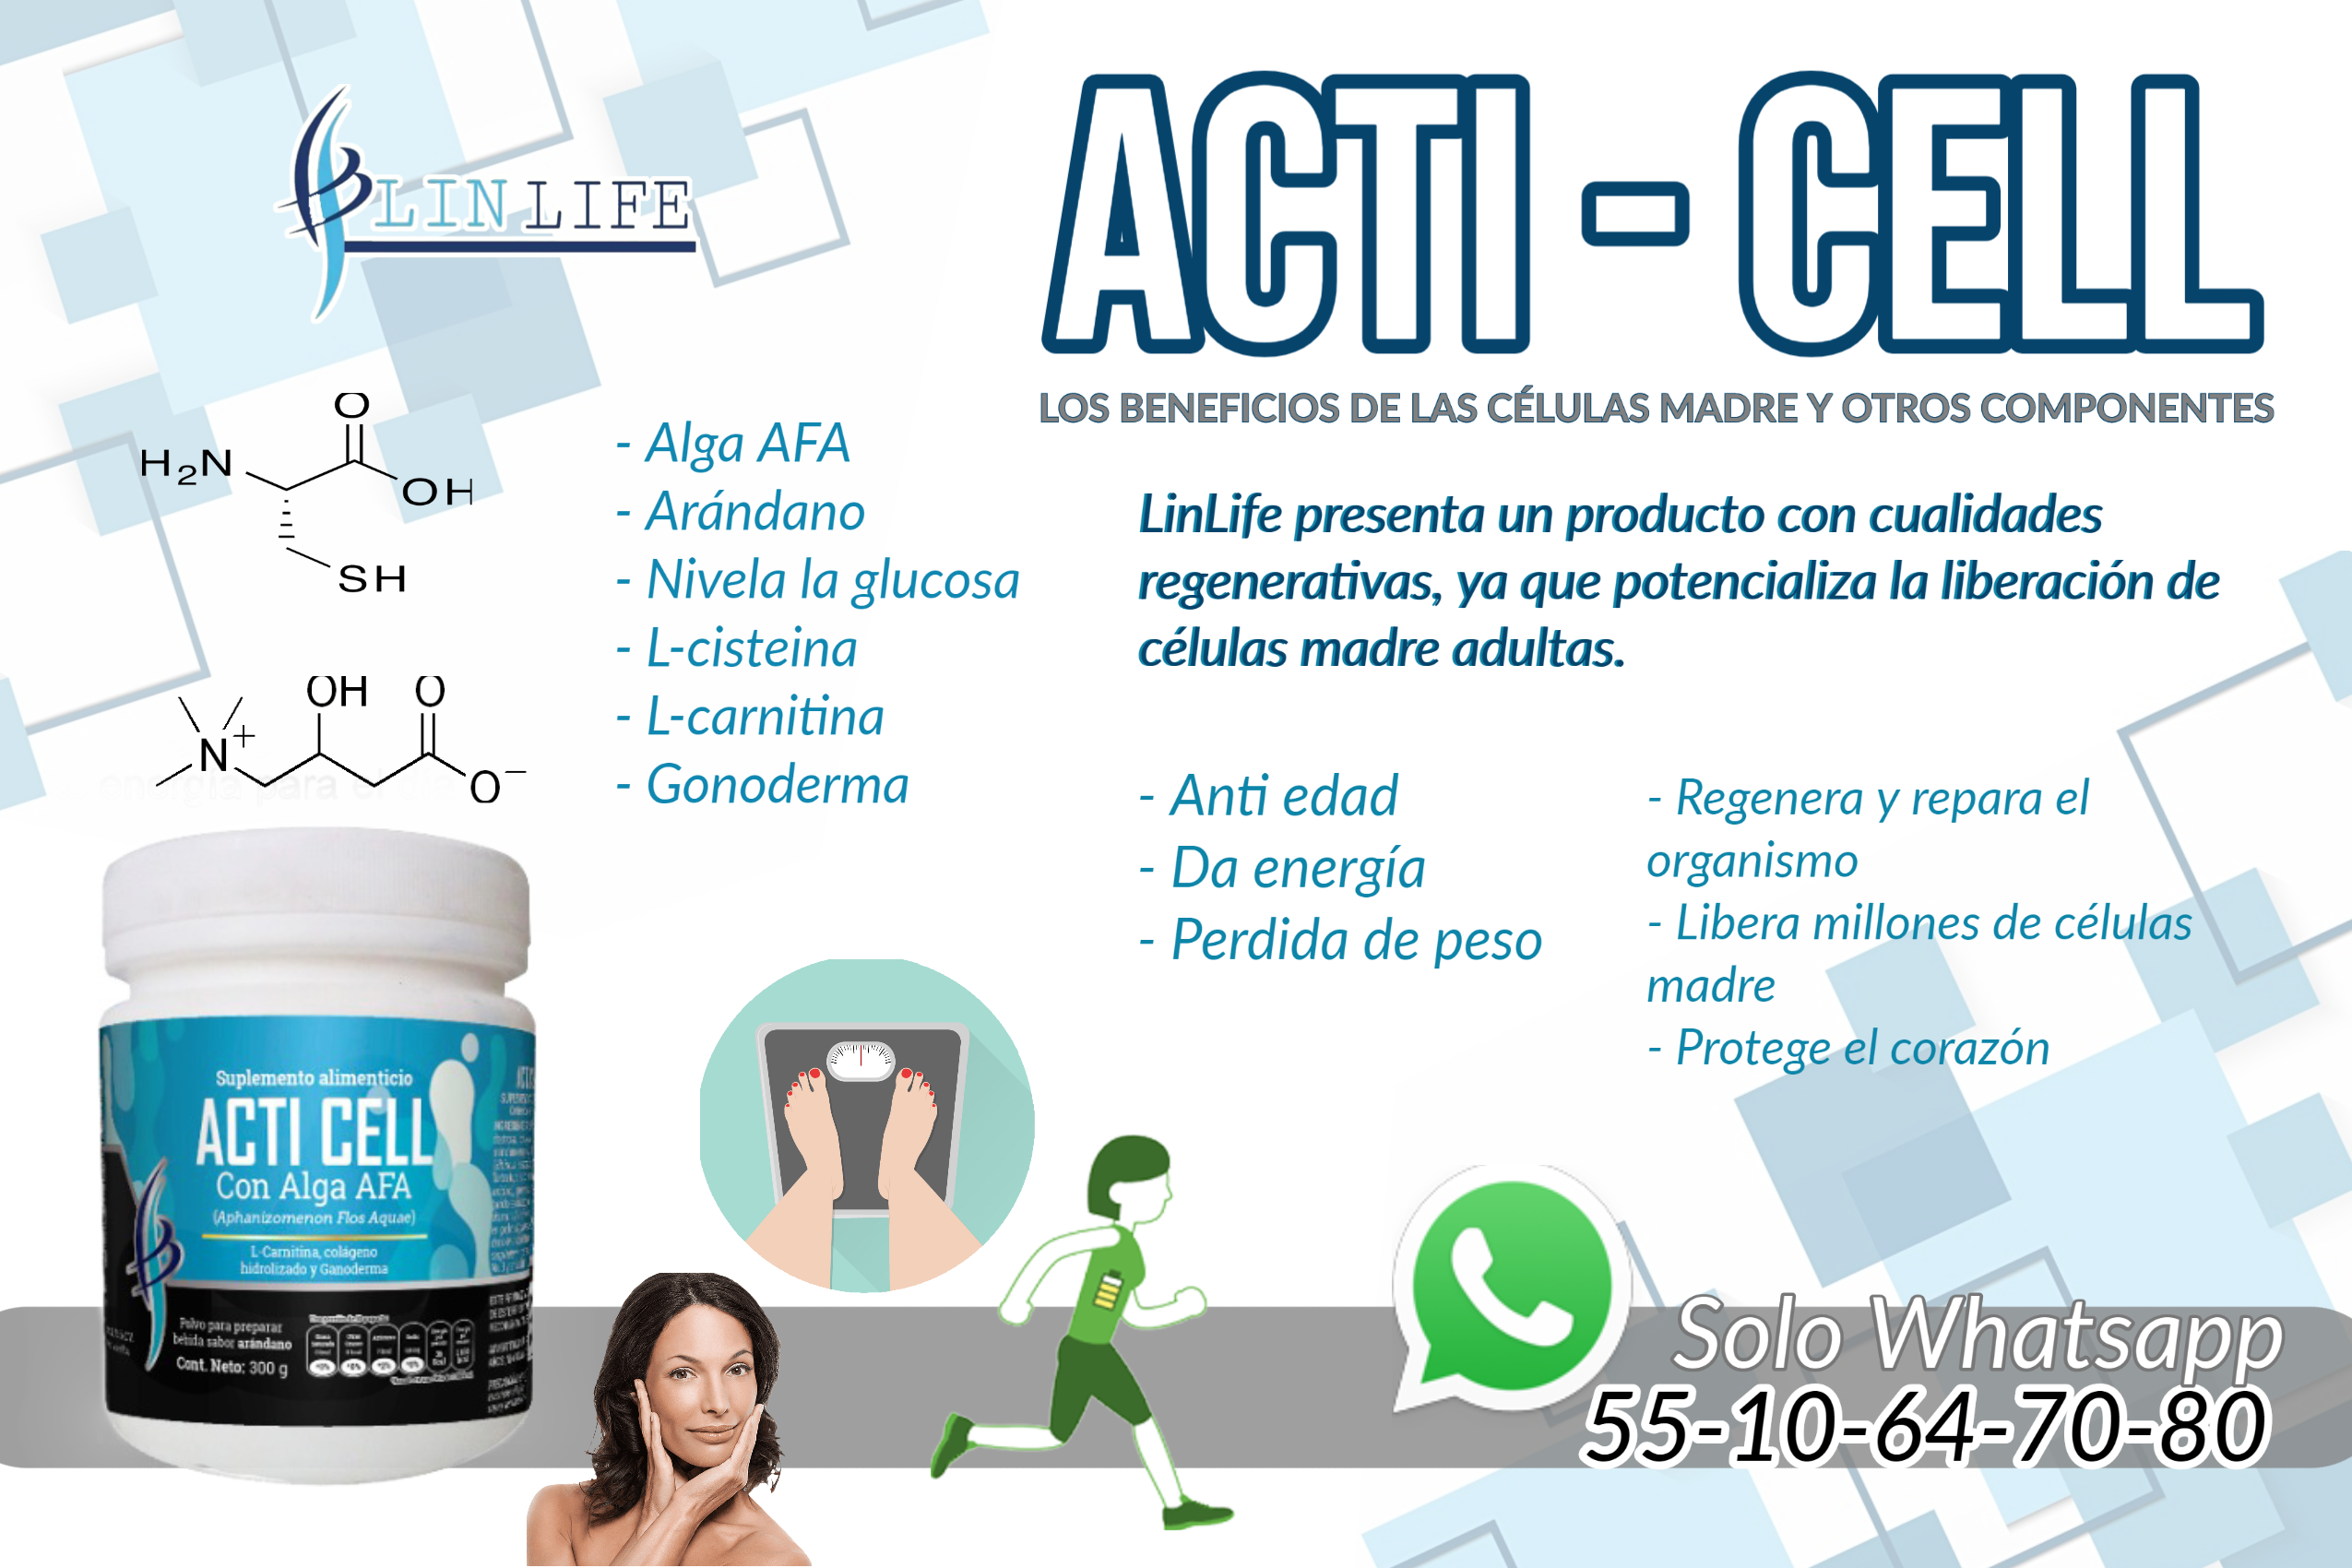 LINLIFE
ACTI - CELL
LOS BENEFICIOS DE LAS CÉLULAS MADRE Y OTROS COMPONENTES
O
H2N
OH
SH
OH O
N+
O−
energía para el día
- Alga AFA
- Arándano
- Nivela la glucosa
- L-cisteina
- L-carnitina
- Gonoderma
LinLife presenta un producto con cualidades
regenerativas, ya que potencializa la liberación de
células madre adultas.
- Anti edad
- Da energía
- Perdida de peso
- Regenera y repara el
organismo
- Libera millones de células
madre
- Protege el corazón
Suplemento alimenticio
ACTI CELL
Con Alga AFA
(Aphanizomenon Flos Aquae)
L-Carnitina, colágeno
hidrolizado y Ganoderma
Polvo para preparar
bebida sabor arándano
Cont. Neto: 300 g
Solo Whatsapp
55-10-64-70-80